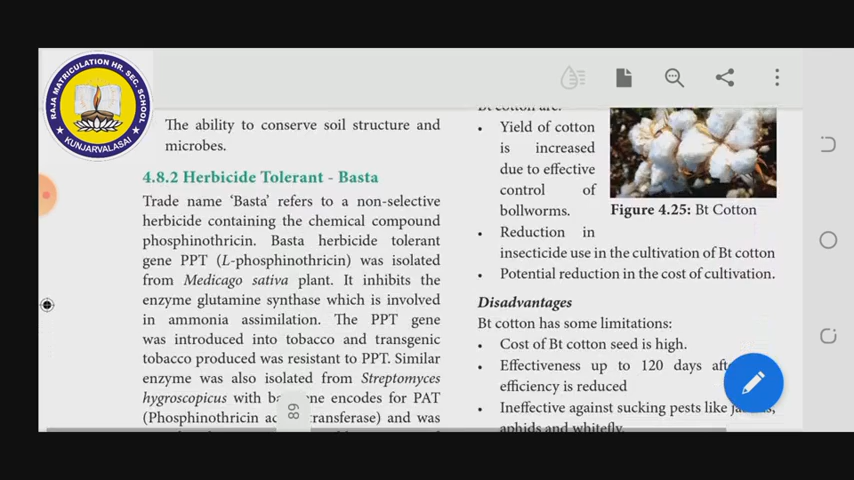 RAJA MATRICULATION HR. SEC. SCHOOL
KUNJARVALASAI
The ability to conserve soil structure and
microbes.
4.8.2 Herbicide Tolerant - Basta
Trade name ‘Basta’ refers to a non-selective
herbicide containing the chemical compound
phosphinothricin. Basta herbicide tolerant
gene PPT (L-phosphinothricin) was isolated
from Medicago sativa plant. It inhibits the
enzyme glutamine synthase which is involved
in ammonia assimilation. The PPT gene
was introduced into tobacco and transgenic
tobacco produced was resistant to PPT. Similar
enzyme was also isolated from Streptomyces
hygroscopicus with gene encodes for PAT
(Phosphinothricin transferase) and was
89
Bt cotton are:
• Yield of cotton
is increased
due to effective
control of
bollworms.
• Reduction in
insecticide use in the cultivation of Bt cotton
• Potential reduction in the cost of cultivation.
Figure 4.25: Bt Cotton
Disadvantages
Bt cotton has some limitations:
• Cost of Bt cotton seed is high.
• Effectiveness up to 120 days
efficiency is reduced
• Ineffective against sucking pests like
aphids and whitefly.